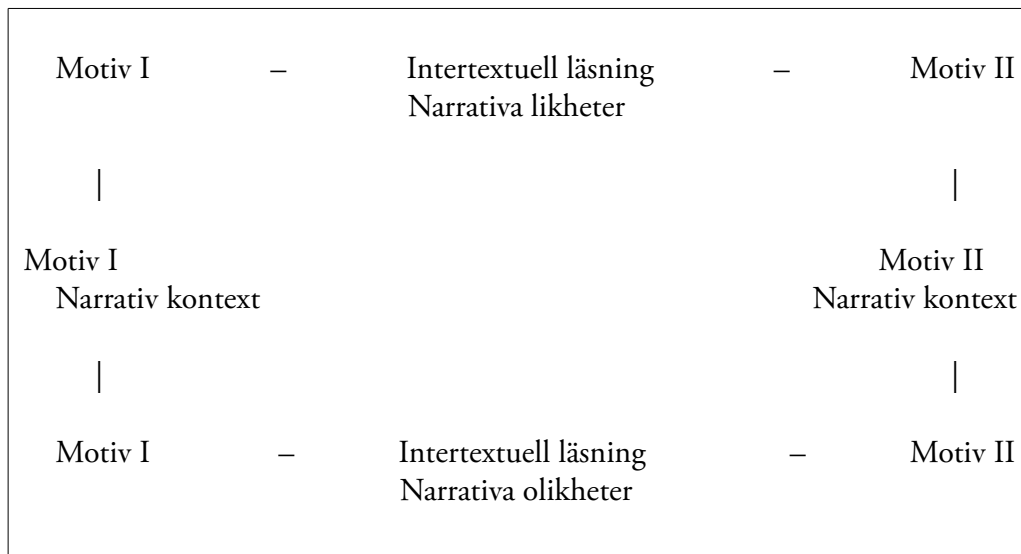 Motiv I – Intertextuell läsning – Motiv II
Narrativa likheter
| |
Motiv I Motiv II
Narrativ kontext Narrativ kontext
| |
Motiv I – Intertextuell läsning – Motiv II
Narrativa olikheter